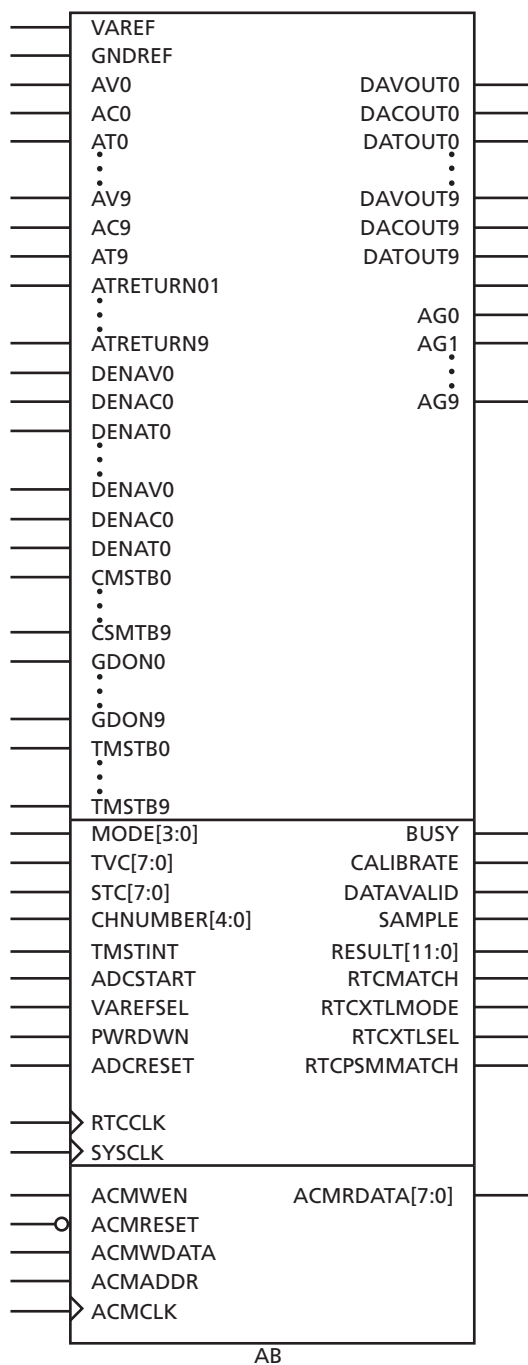 VAREF
GNDREF
AV0 DAVOUT0
AC0 DACOUT0
AT0 DATOUT0
AV9 DAVOUT9
AC9 DACOUT9
AT9 DATOUT9
ATRETURN01
AG0
ATRETURN9 AG1
DENAV0
DENAC0 AG9
DENAT0
DENAV0
DENAC0
DENAT0
CMSTB0
CSMTB9
GDON0
GDON9
TMSTB0
TMSTB9
MODE[3:0] BUSY
TVC[7:0] CALIBRATE
STC[7:0] DATAVALID
CHNUMBER[4:0] SAMPLE
TMSTINT RESULT[11:0]
ADCSTART RTCMATCH
VAREFSEL RTCXTLMODE
PWRDWN RTCXTLSEL
ADCRESET RTCPSMMATCH
RTCCLK
SYSCLK
ACMWEN ACMRDATA[7:0]
ACMRESET
ACMWDATA
ACMADDR
ACMCLK
AB